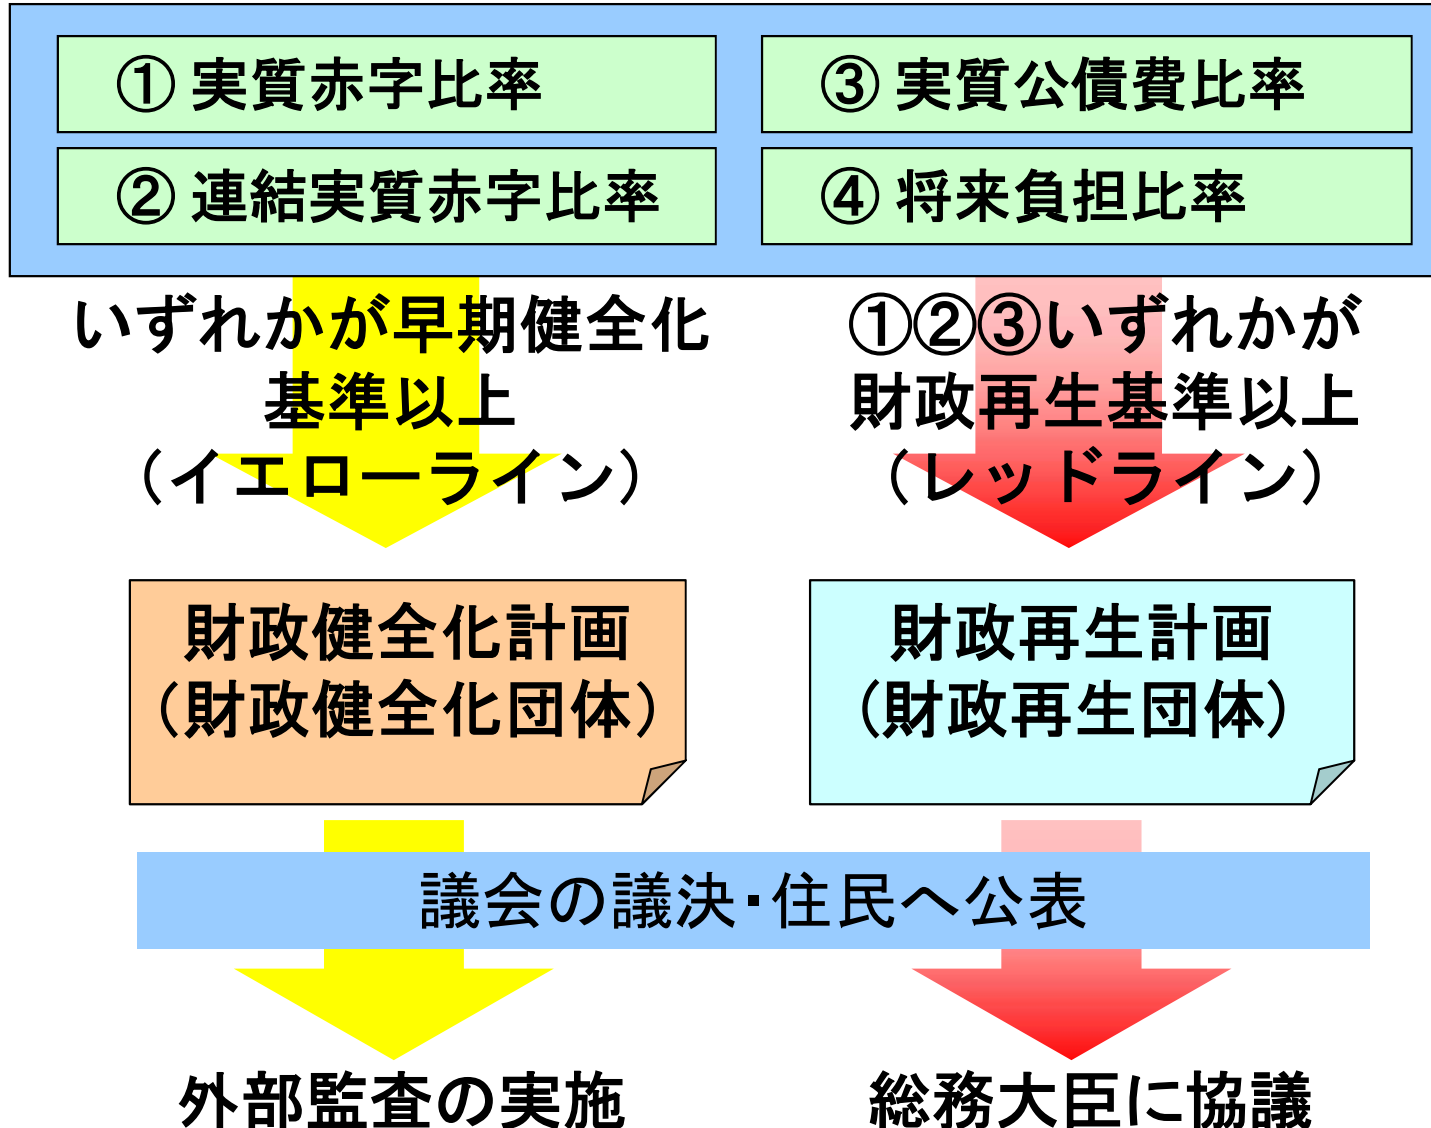 ① 実質赤字比率
② 連結実質赤字比率
③ 実質公債費比率
④ 将来負担比率
いずれかが早期健全化
基準以上
（イエローライン）
①②③いずれかが
財政再生基準以上
（レッドライン）
財政健全化計画
（財政健全化団体）
財政再生計画
（財政再生団体）
議会の議決・住民へ公表
外部監査の実施
総務大臣に協議